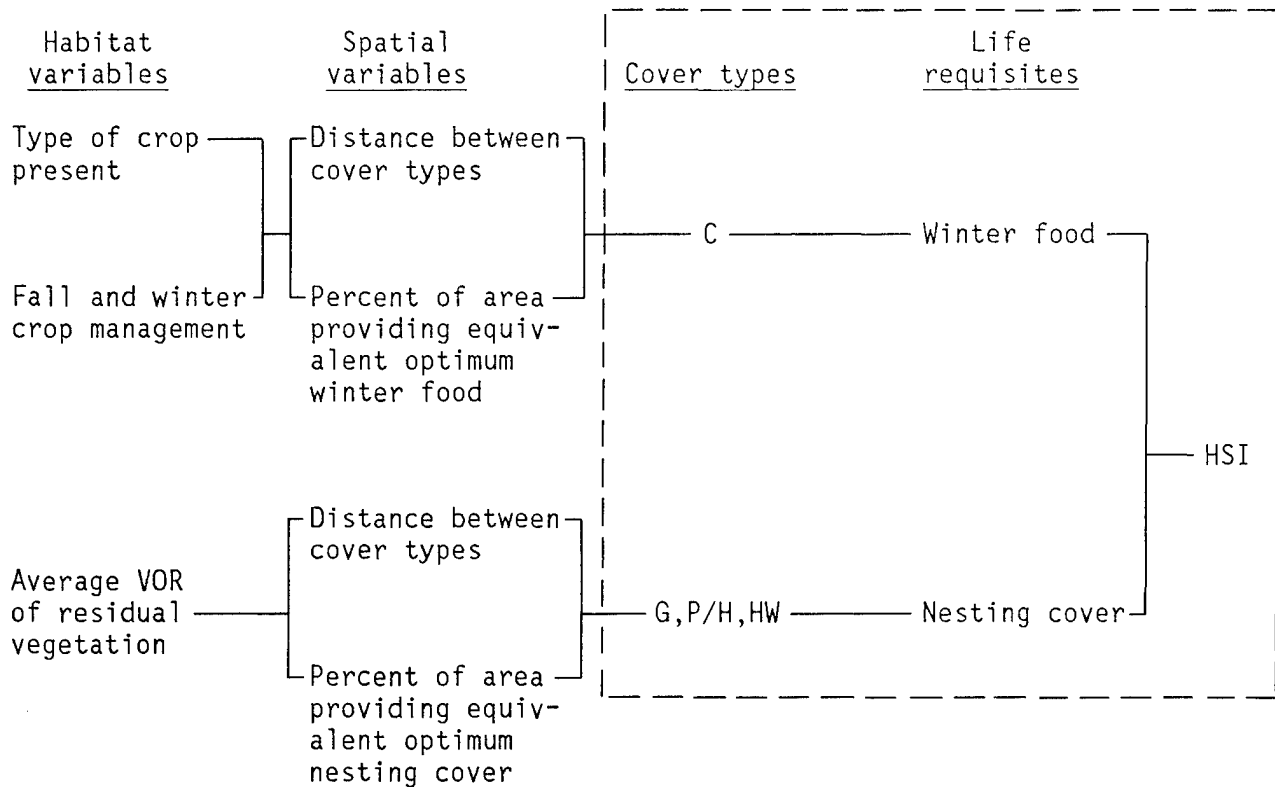 Habitat
variables
Spatial
variables
Cover types
Life
requisites
Type of crop
present
Fall and winter
crop management
Distance between
cover types
Percent of area
providing equiv-
alent optimum
winter food
C
Winter food
HSI
Average VOR
of residual
vegetation
Distance between
cover types
Percent of area
providing equiv-
alent optimum
nesting cover
G,P/H,HW
Nesting cover